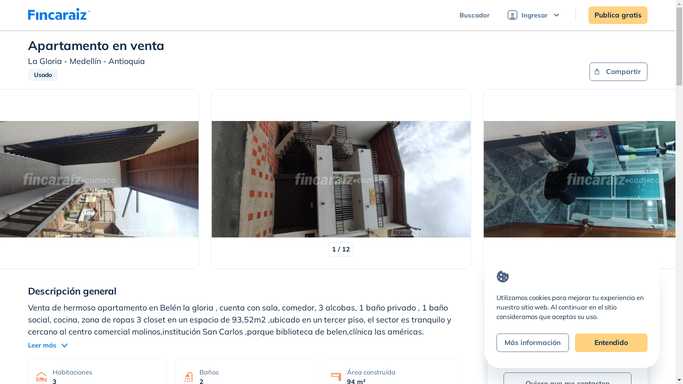 Fincaraiz
Buscador
Ingresar
Publica gratis
Apartamento en venta
La Gloria - Medellín - Antioquia
Usado
Compartir
fincaraiz
fincaraiz
fincaraiz
1 / 12
Descripción general
Venta de hermoso apartamento en Belén la gloria , cuenta con sala, comedor, 3 alcobas, 1 baño privado , 1 baño
social, cocina, zona de ropas 3 closet en un espacio de 93,52m2 ,ubicado en un tercer piso, el sector es tranquilo y
cercano al centro comercial molinos,institución San Carlos ,parque biblioteca de belen,clínica las américas.
Leer más
Habitaciones
3
Baños
2
Área construida
94 m²
Utilizamos cookies para mejorar tu experiencia en
nuestro sitio web. Al continuar en el sitio
consideramos que aceptas su uso.
Más información
Entendido
Quiero que me contacten